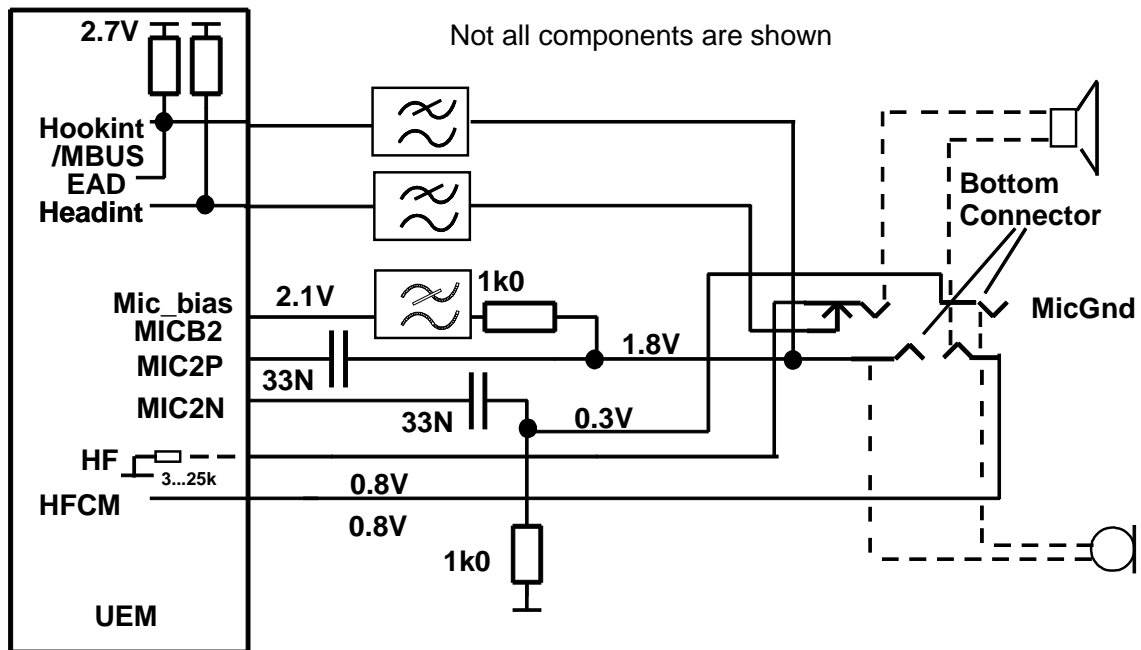 2.7V
Not all components are shown
Hookint
/MBUS
EAD
Headint
Bottom
Connector
1k0
Mic_bias
2.1V
MICB2
MicGnd
1.8V
MIC2P
33N
MIC2N
33N
0.3V
HF
3...25k
0.8V
HFCM
0.8V
1k0
UEM